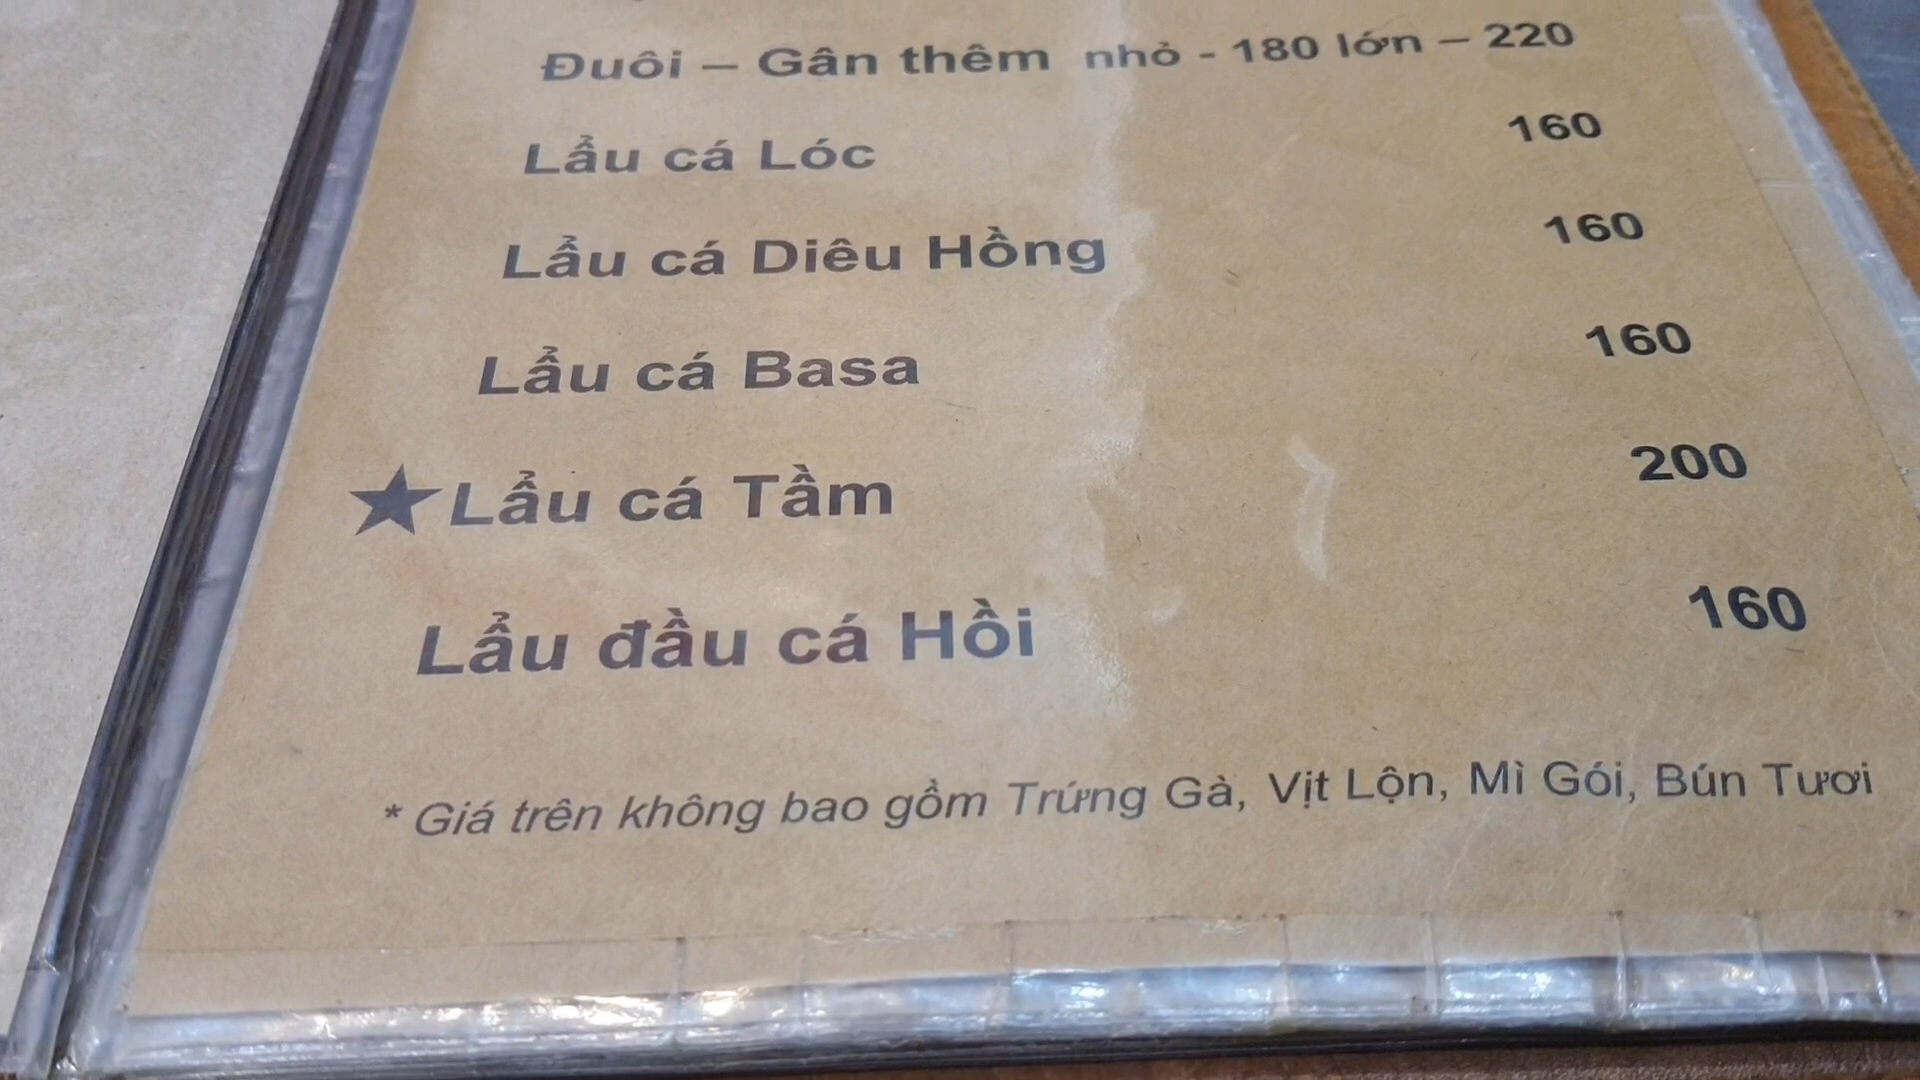 Đuôi – Gân thêm nhỏ - 180 lớn – 220
Lẩu cá Lóc 160
Lẩu cá Diêu Hồng 160
Lẩu cá Basa 160
★ Lẩu cá Tầm 200
Lẩu đầu cá Hồi 160
* Giá trên không bao gồm Trứng Gà, Vịt Lộn, Mì Gói, Bún Tươi